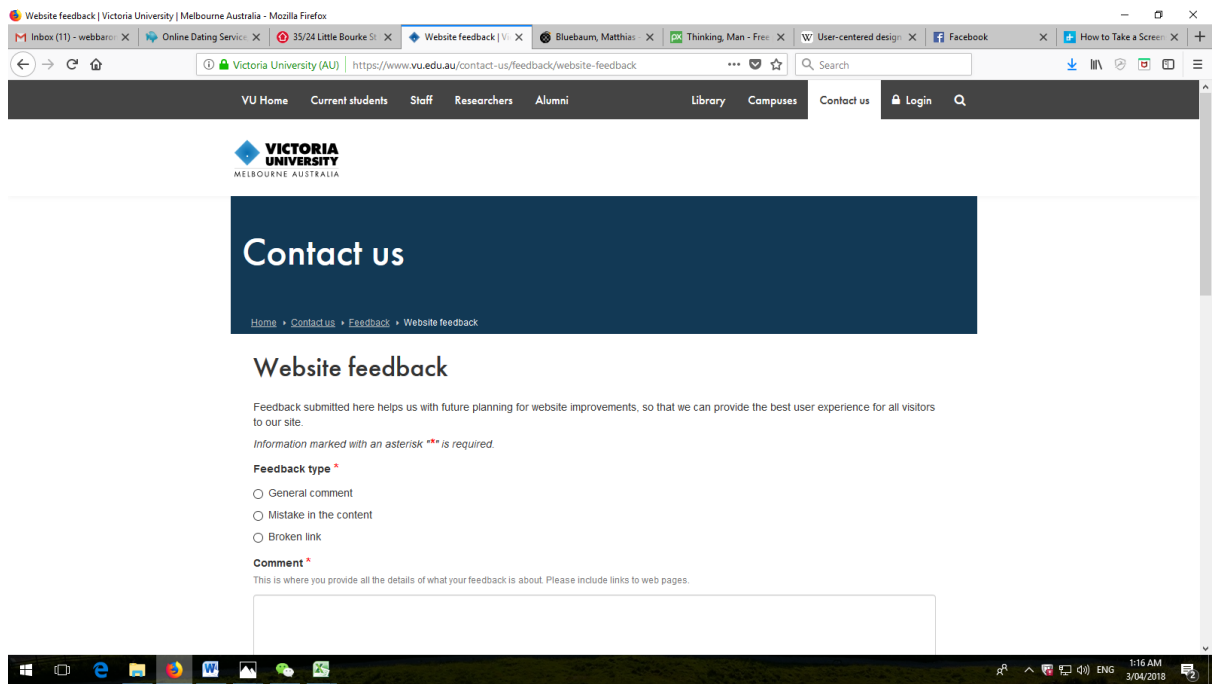 Website feedback | Victoria University | Melbourne Australia - Mozilla Firefox
Inbox (11) - webbaron
Online Dating Service
35/24 Little Bourke St
Website feedback | Vi
Bluebaum, Matthias -
Thinking, Man - Free
User-centered design
Facebook
How to Take a Screen
Victoria University (AU)
https://www.vu.edu.au/contact-us/feedback/website-feedback
Search
VU Home
Current students
Staff
Researchers
Alumni
Library
Campuses
Contact us
Login
VICTORIA
UNIVERSITY
MELBOURNE AUSTRALIA
Contact us
Home
Contact us
Feedback
Website feedback
Website feedback
Feedback submitted here helps us with future planning for website improvements, so that we can provide the best user experience for all visitors
to our site.
Information marked with an asterisk "*" is required.
Feedback type *
General comment
Mistake in the content
Broken link
Comment *
This is where you provide all the details of what your feedback is about. Please include links to web pages.
ENG
1:16 AM
3/04/2018
2